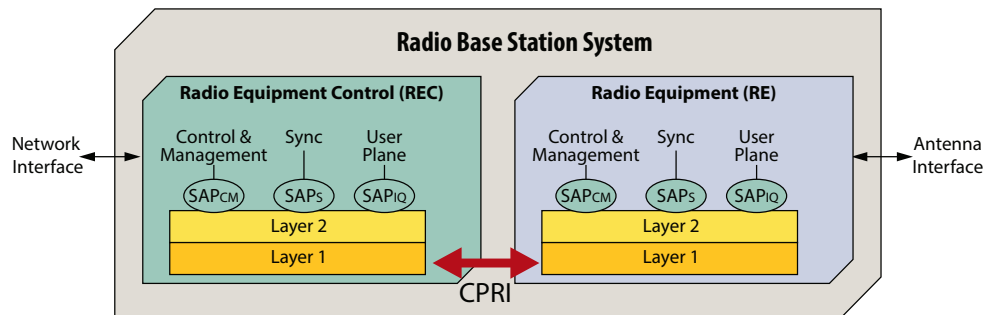 Radio Base Station System
Radio Equipment Control (REC)
Radio Equipment (RE)
Network
Interface
Control &
Management
Sync
User
Plane
SAPCM
SAPS
SAPIQ
Layer 2
Layer 1
Control &
Management
Sync
User
Plane
SAPCM
SAPS
SAPIQ
Layer 2
Layer 1
Antenna
Interface
CPRI